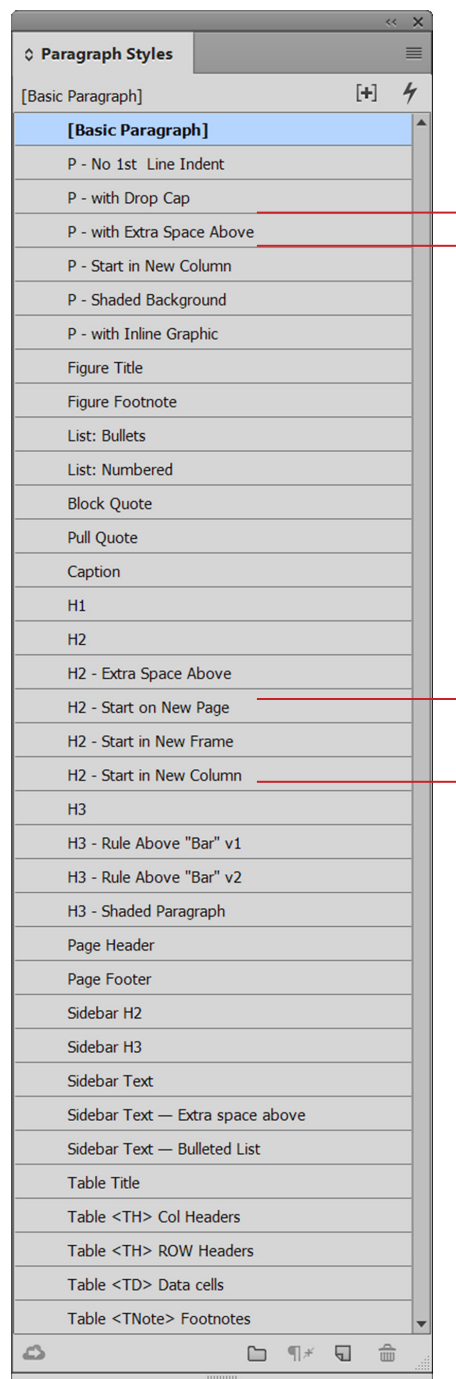 Paragraph Styles
[Basic Paragraph]
[Basic Paragraph]
P - No 1st  Line Indent
P - with Drop Cap
P - with Extra Space Above
P - Start in New Column
P - Shaded Background
P - with Inline Graphic
Figure Title
Figure Footnote
List: Bullets
List: Numbered
Block Quote
Pull Quote
Caption
H1
H2
H2 - Extra Space Above
H2 - Start on New Page
H2 - Start in New Frame
H2 - Start in New Column
H3
H3 - Rule Above "Bar" v1
H3 - Rule Above "Bar" v2
H3 - Shaded Paragraph
Page Header
Page Footer
Sidebar H2
Sidebar H3
Sidebar Text
Sidebar Text — Extra space above
Sidebar Text — Bulleted List
Table Title
Table <TH> Col Headers
Table <TH> ROW Headers
Table <TD> Data cells
Table <TNote> Footnotes